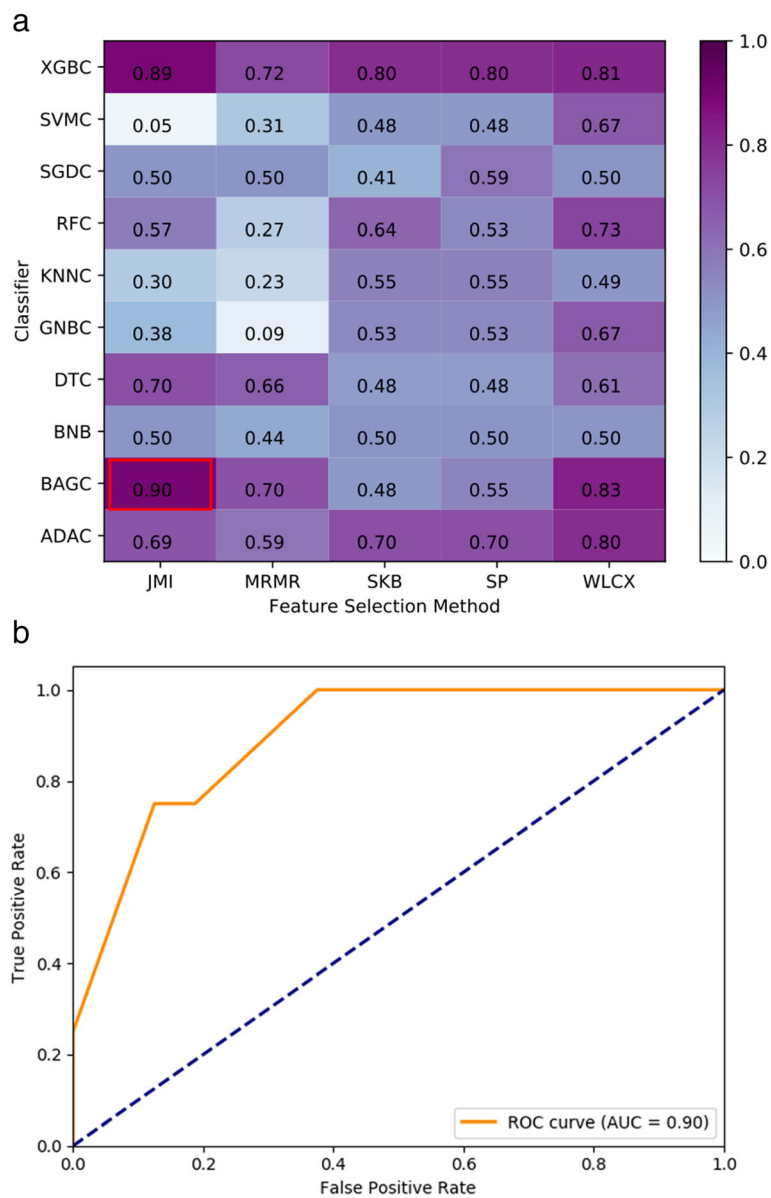 a
XGBC 0.89 0.72 0.80 0.80 0.81
SVMC 0.05 0.31 0.48 0.48 0.67
SGDC 0.50 0.50 0.41 0.59 0.50
RFC 0.57 0.27 0.64 0.53 0.73
KNNC 0.30 0.23 0.55 0.55 0.49
GNBC 0.38 0.09 0.53 0.53 0.67
DTC 0.70 0.66 0.48 0.48 0.61
BNB 0.50 0.44 0.50 0.50 0.50
BAGC 0.90 0.70 0.48 0.55 0.83
ADAC 0.69 0.59 0.70 0.70 0.80
Classifier
JMI MRMR SKB SP WLCX
Feature Selection Method
1.0
0.8
0.6
0.4
0.2
0.0
b
1.0
0.8
0.6
0.4
0.2
0.0
True Positive Rate
ROC curve (AUC = 0.90)
0.0 0.2 0.4 0.6 0.8 1.0
False Positive Rate